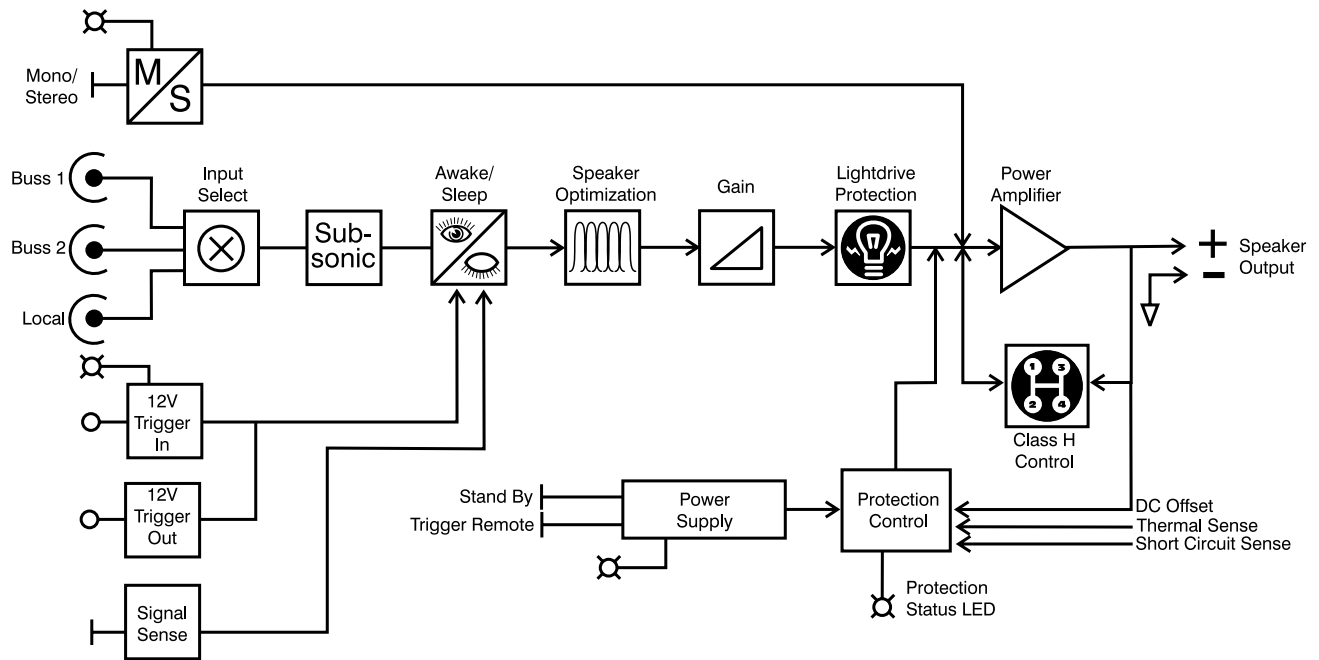 Mono/
Stereo
M
S
Buss 1
Buss 2
Local
Input
Select
Sub-
sonic
Awake/
Sleep
Speaker
Optimization
Gain
Lightdrive
Protection
Power
Amplifier
+
-
Speaker
Output
12V
Trigger
In
12V
Trigger
Out
Signal
Sense
1
3
2
4
Class H
Control
Stand By
Trigger Remote
Power
Supply
Protection
Control
DC Offset
Thermal Sense
Short Circuit Sense
Protection
Status LED